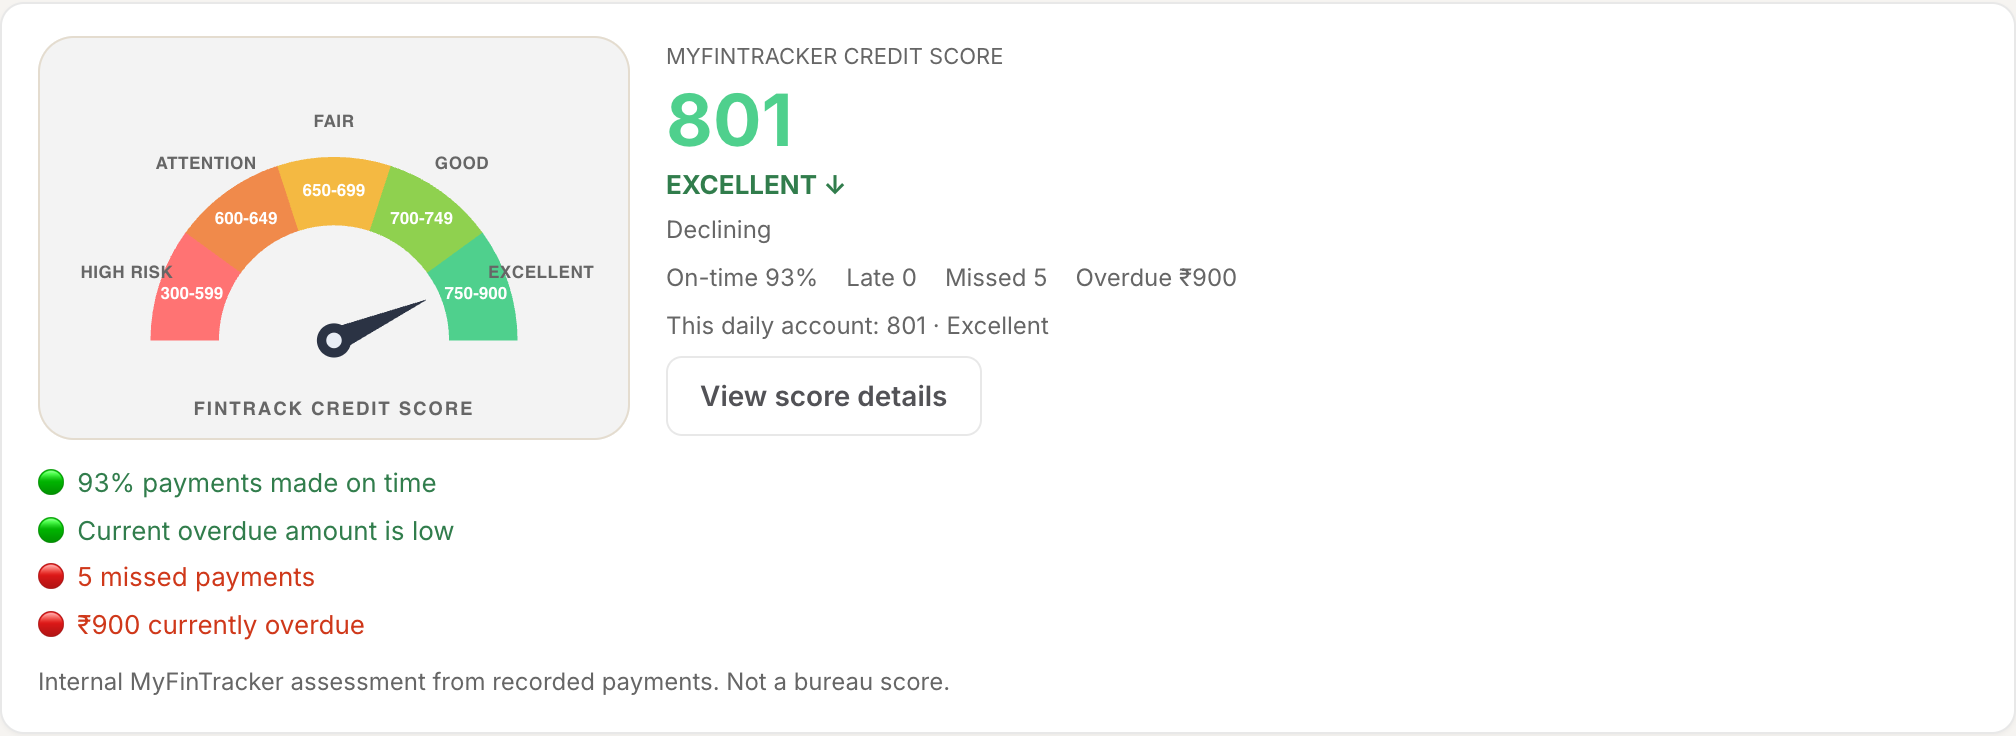 FAIR
ATTENTION
GOOD
650-699
600-649
700-749
HIGH RISK
EXCELLENT
300-599
750-900
FINTRACK CREDIT SCORE
MYFINTRACKER CREDIT SCORE
801
EXCELLENT ↓
Declining
On-time 93% Late 0 Missed 5 Overdue ₹900
This daily account: 801 · Excellent
View score details
93% payments made on time
Current overdue amount is low
5 missed payments
₹900 currently overdue
Internal MyFinTracker assessment from recorded payments. Not a bureau score.